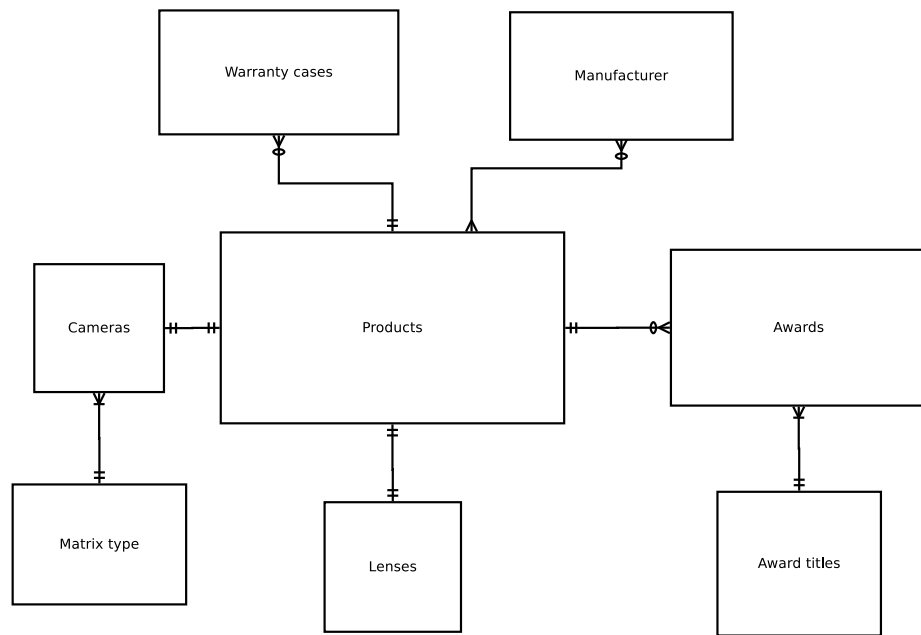 Warranty cases
Manufacturer
Cameras
Products
Awards
Matrix type
Lenses
Award titles